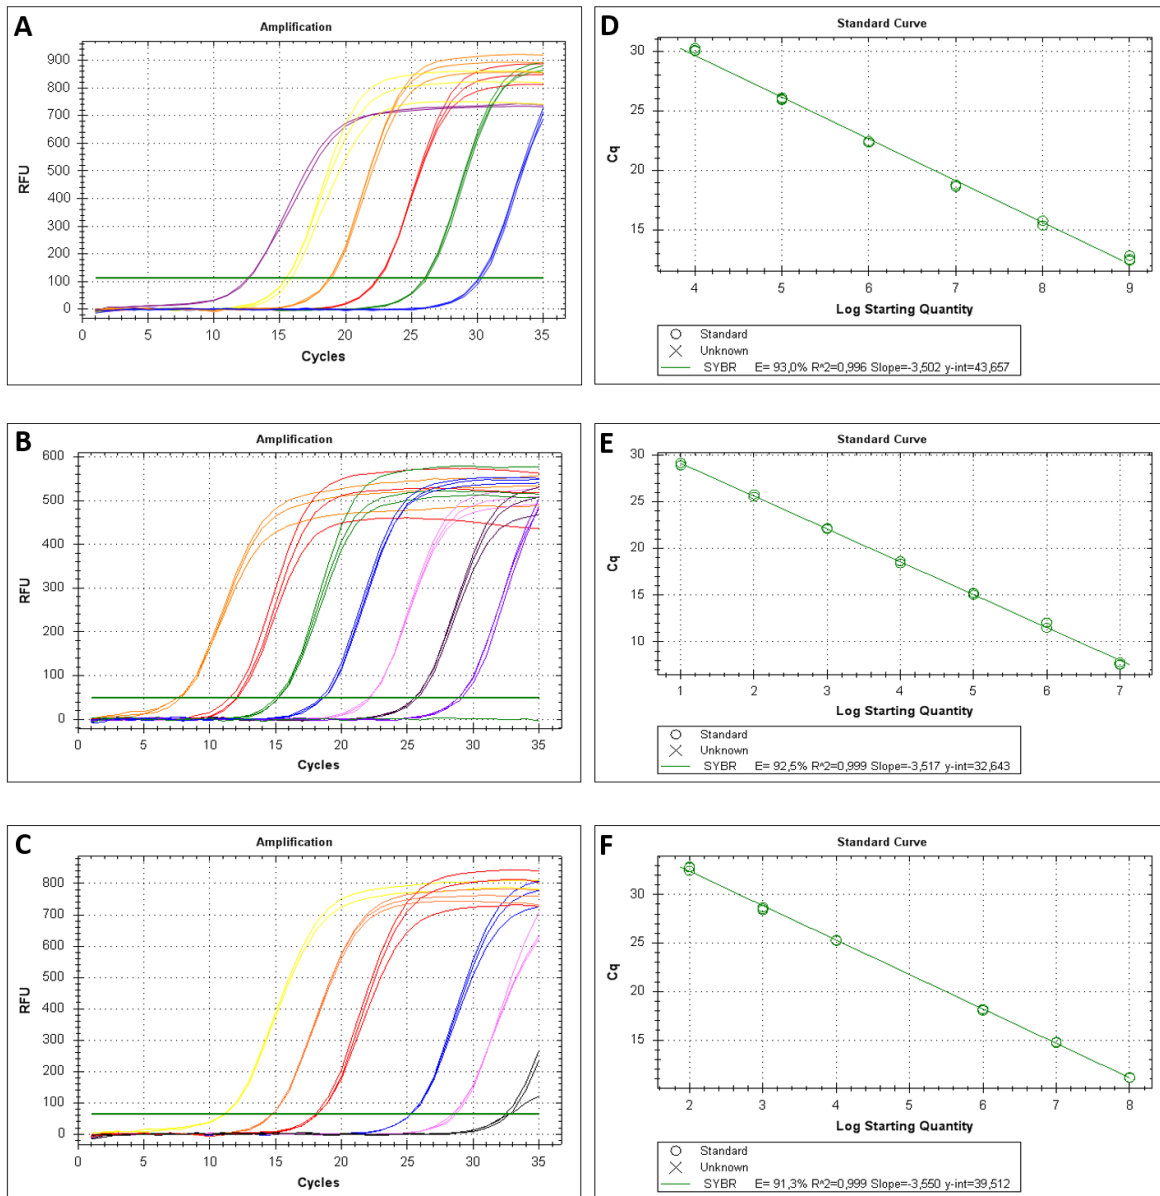 A
Amplification
RFU
900
800
700
600
500
400
300
200
100
0
0 5 10 15 20 25 30 35
Cycles
D
Standard Curve
Cq
30
25
20
15
4 5 6 7 8 9
Log Starting Quantity
Standard
Unknown
SYBR E= 93,0% R^2=0,996 Slope=-3,502 y-int=43,657
B
Amplification
RFU
600
500
400
300
200
100
0
0 5 10 15 20 25 30 35
Cycles
E
Standard Curve
Cq
30
25
20
15
10
1 2 3 4 5 6 7
Log Starting Quantity
Standard
Unknown
SYBR E= 92,5% R^2=0,999 Slope=-3,517 y-int=32,643
C
Amplification
RFU
800
700
600
500
400
300
200
100
0
0 5 10 15 20 25 30 35
Cycles
F
Standard Curve
Cq
30
25
20
15
2 3 4 5 6 7 8
Log Starting Quantity
Standard
Unknown
SYBR E= 91,3% R^2=0,999 Slope=-3,550 y-int=39,512